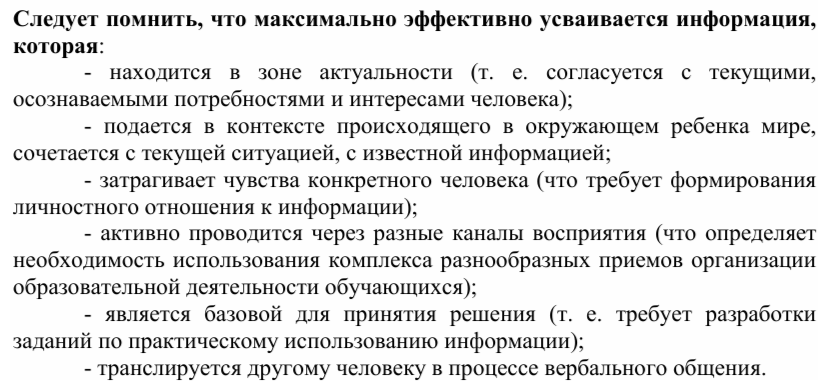 Следует помнить, что максимально эффективно усваивается информация,
которая:
- находится в зоне актуальности (т. е. согласуется с текущими,
осознаваемыми потребностями и интересами человека);
- подается в контексте происходящего в окружающем ребенка мире,
сочетается с текущей ситуацией, с известной информацией;
- затрагивает чувства конкретного человека (что требует формирования
личностного отношения к информации);
- активно проводится через разные каналы восприятия (что определяет
необходимость использования комплекса разнообразных приемов организации
образовательной деятельности обучающихся);
- является базовой для принятия решения (т. е. требует разработки
заданий по практическому использованию информации);
- транслируется другому человеку в процессе вербального общения.